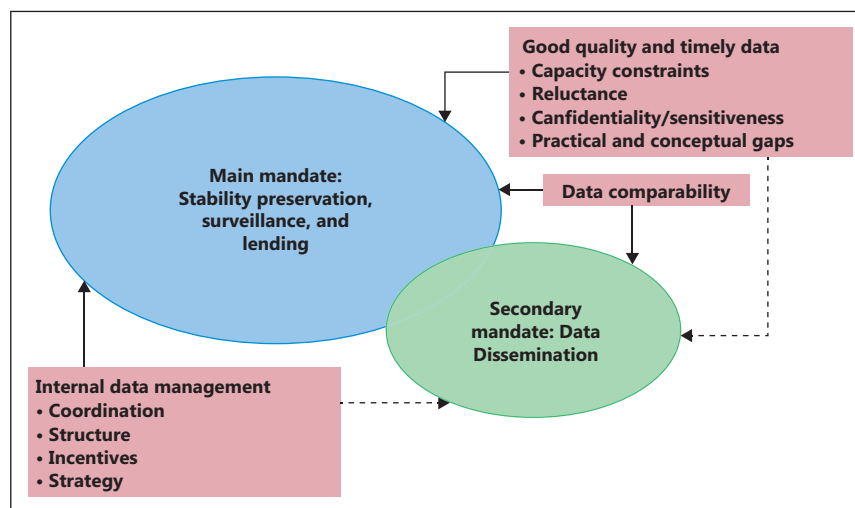 Good quality and timely data
• Capacity constraints
• Reluctance
• Canfidentiality/sensitiveness
• Practical and conceptual gaps
Main mandate:
Stability preservation,
surveillance, and
lending
Data comparability
Secondary
mandate: Data
Dissemination
Internal data management
• Coordination
• Structure
• Incentives
• Strategy